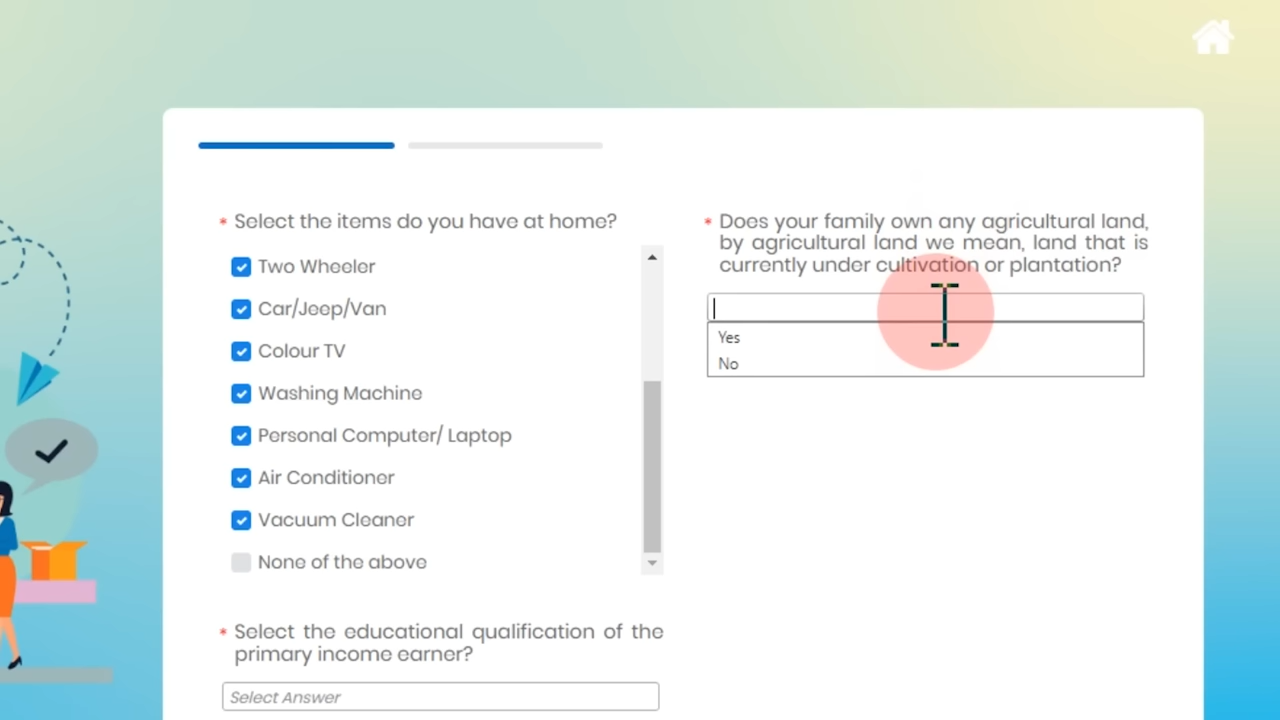 * Select the items do you have at home?
Two Wheeler
Car/Jeep/Van
Colour TV
Washing Machine
Personal Computer/ Laptop
Air Conditioner
Vacuum Cleaner
None of the above
* Select the educational qualification of the
primary income earner?
Select Answer
* Does your family own any agricultural land,
by agricultural land we mean, land that is
currently under cultivation or plantation?
Yes
No